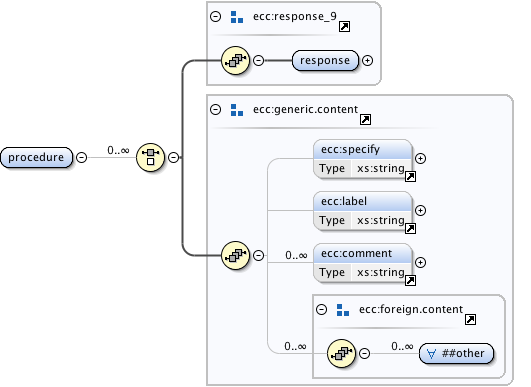 ecc:response_9
response
ecc:generic.content
procedure
0..∞
ecc:specify
Type xs:string
ecc:label
Type xs:string
0..∞
ecc:comment
Type xs:string
ecc:foreign.content
0..∞
0..∞
∀ ##other